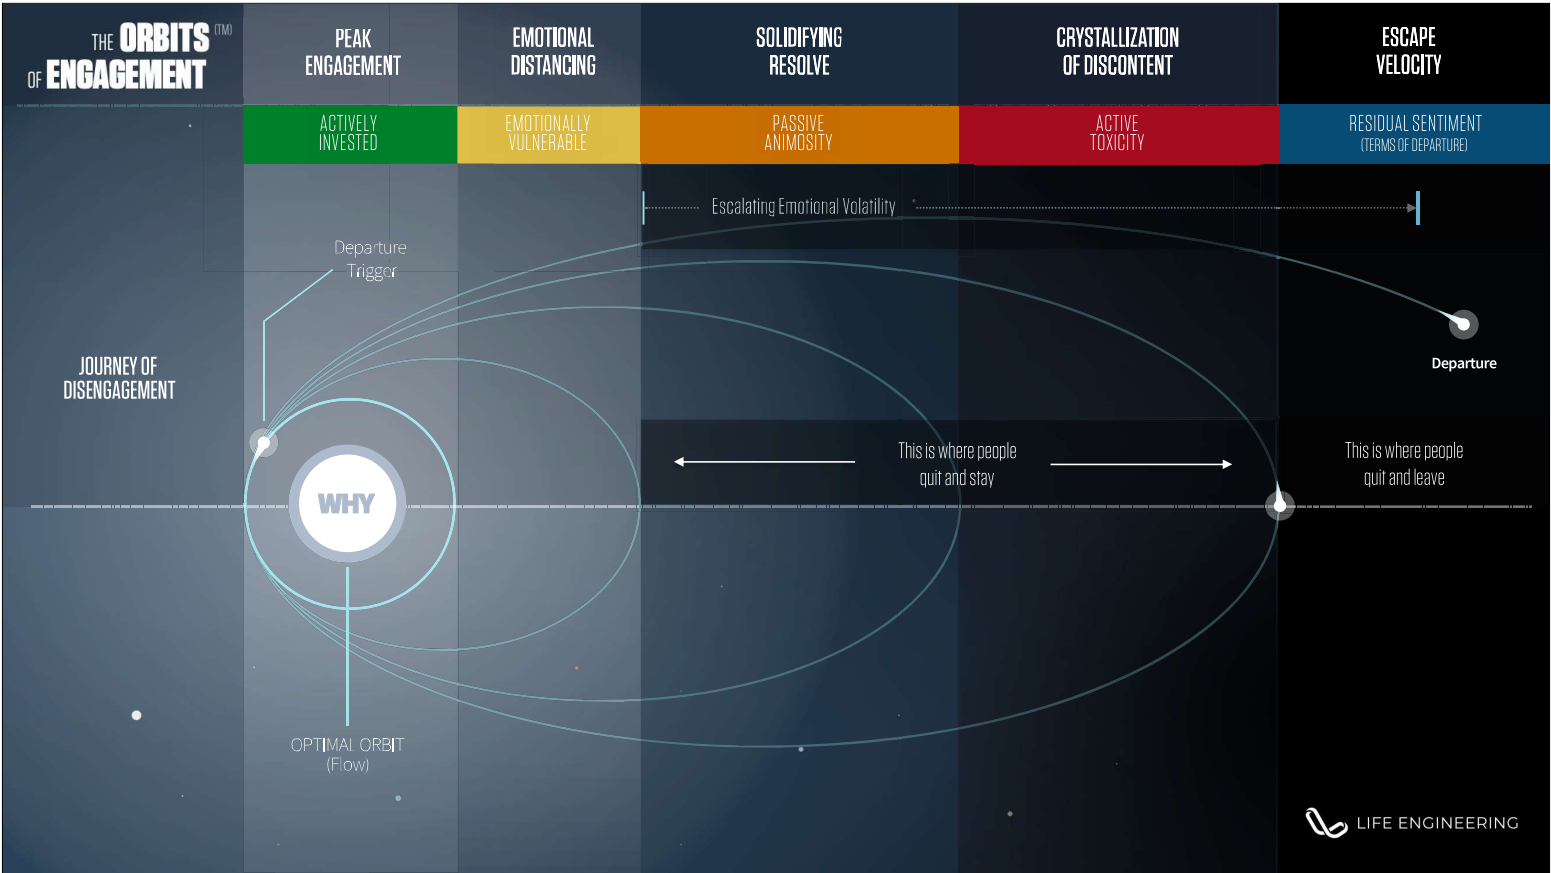 THE ORBITS (TM)
OF ENGAGEMENT
PEAK
ENGAGEMENT
EMOTIONAL
DISTANCING
SOLIDIFYING
RESOLVE
CRYSTALLIZATION
OF DISCONTENT
ESCAPE
VELOCITY
ACTIVELY
INVESTED
EMOTIONALLY
VULNERABLE
PASSIVE
ANIMOSITY
ACTIVE
TOXICITY
RESIDUAL SENTIMENT
(TERMS OF DEPARTURE)
Escalating Emotional Volatility
Departure
Trigger
Departure
JOURNEY OF
DISENGAGEMENT
This is where people
quit and stay
This is where people
quit and leave
WHY
OPTIMAL ORBIT
(Flow)
LIFE ENGINEERING